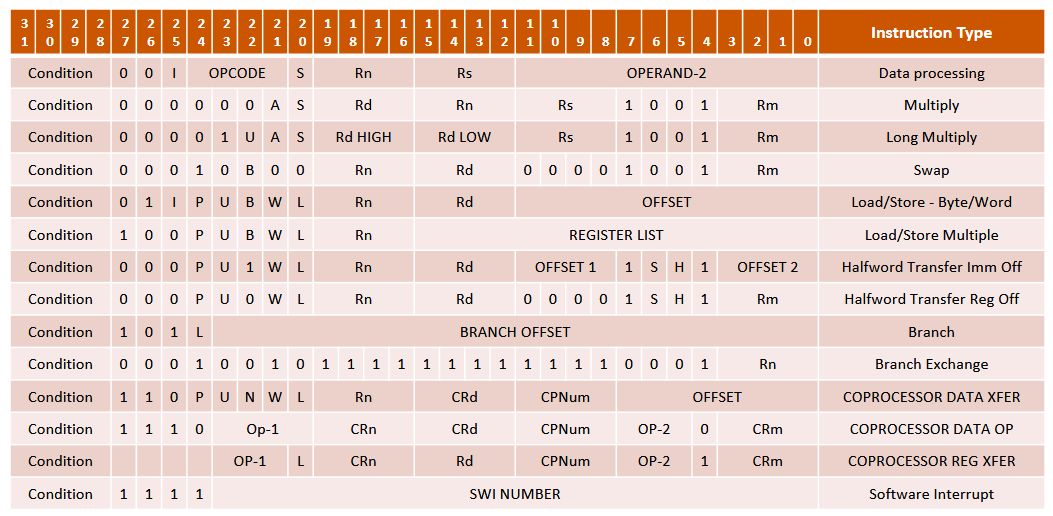 31 30 29 28 27 26 25 24 23 22 21 20 19 18 17 16 15 14 13 12 11 10 9 8 7 6 5 4 3 2 1 0 Instruction Type
Condition 0 0 I OPCODE S Rn Rs OPERAND-2 Data processing
Condition 0 0 0 0 0 0 A S Rd Rn Rs 1 0 0 1 Rm Multiply
Condition 0 0 0 0 1 U A S Rd HIGH Rd LOW Rs 1 0 0 1 Rm Long Multiply
Condition 0 0 0 1 0 B 0 0 Rn Rd 0 0 0 0 1 0 0 1 Rm Swap
Condition 0 1 I P U B W L Rn Rd OFFSET Load/Store - Byte/Word
Condition 1 0 0 P U B W L Rn REGISTER LIST Load/Store Multiple
Condition 0 0 0 P U 1 W L Rn Rd OFFSET 1 1 S H 1 OFFSET 2 Halfword Transfer Imm Off
Condition 0 0 0 P U 0 W L Rn Rd 0 0 0 0 1 S H 1 Rm Halfword Transfer Reg Off
Condition 1 0 1 L BRANCH OFFSET Branch
Condition 0 0 0 1 0 0 1 0 1 1 1 1 1 1 1 1 1 1 1 1 0 0 0 1 Rn Branch Exchange
Condition 1 1 0 P U N W L Rn CRd CPNum OFFSET COPROCESSOR DATA XFER
Condition 1 1 1 0 Op-1 CRn CRd CPNum OP-2 0 CRm COPROCESSOR DATA OP
Condition OP-1 L CRn Rd CPNum OP-2 1 CRm COPROCESSOR REG XFER
Condition 1 1 1 1 SWI NUMBER Software Interrupt